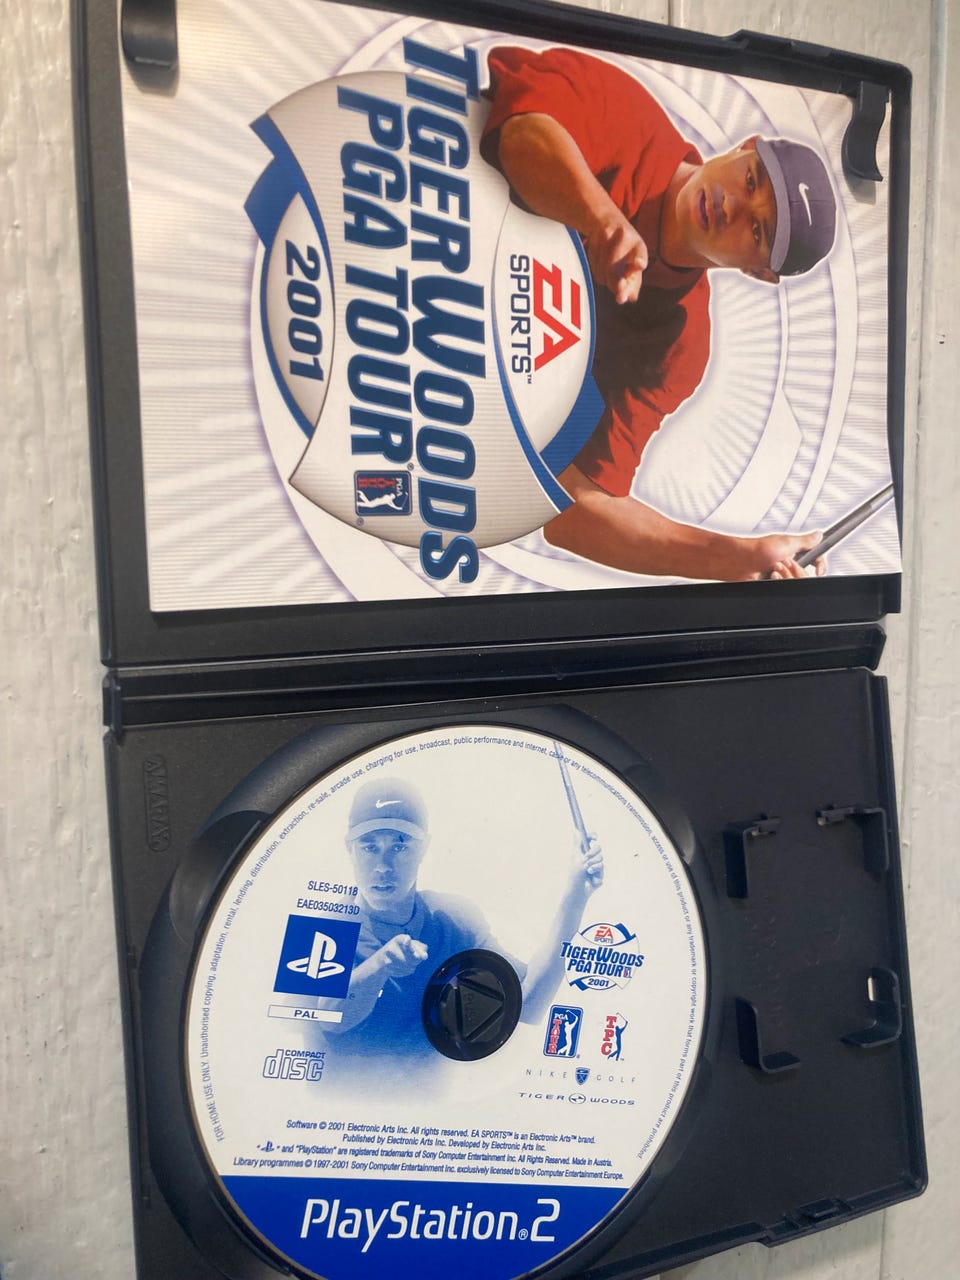 TIGER WOODS
PGA TOUR®
PGA
TOUR
®
2001
EA
SPORTS™
AMARAY
FOR HOME USE ONLY. Unauthorised copying, adaptation, rental, lending, distribution, extraction, re-sale, arcade use, charging for use, broadcast, public performance and internet, cable or any telecommunications transmission, access or use of this product or any trademark or copyright work that forms part of this product are prohibited.
SLES-50118
EAE03503213D
®
PAL
COMPACT
disc
EA
SPORTS
TIGER WOODS
PGA TOUR
2001
PGA
TOUR
®
TPC™
NIKE GOLF
TIGER WOODS
Software © 2001 Electronic Arts Inc. All rights reserved. EA SPORTS™ is an Electronic Arts™ brand.
Published by Electronic Arts Inc. Developed by Electronic Arts Inc.
" " and "PlayStation" are registered trademarks of Sony Computer Entertainment Inc. All Rights Reserved. Made in Austria.
Library programmes © 1997-2001 Sony Computer Entertainment Inc. exclusively licensed to Sony Computer Entertainment Europe.
PlayStation®2